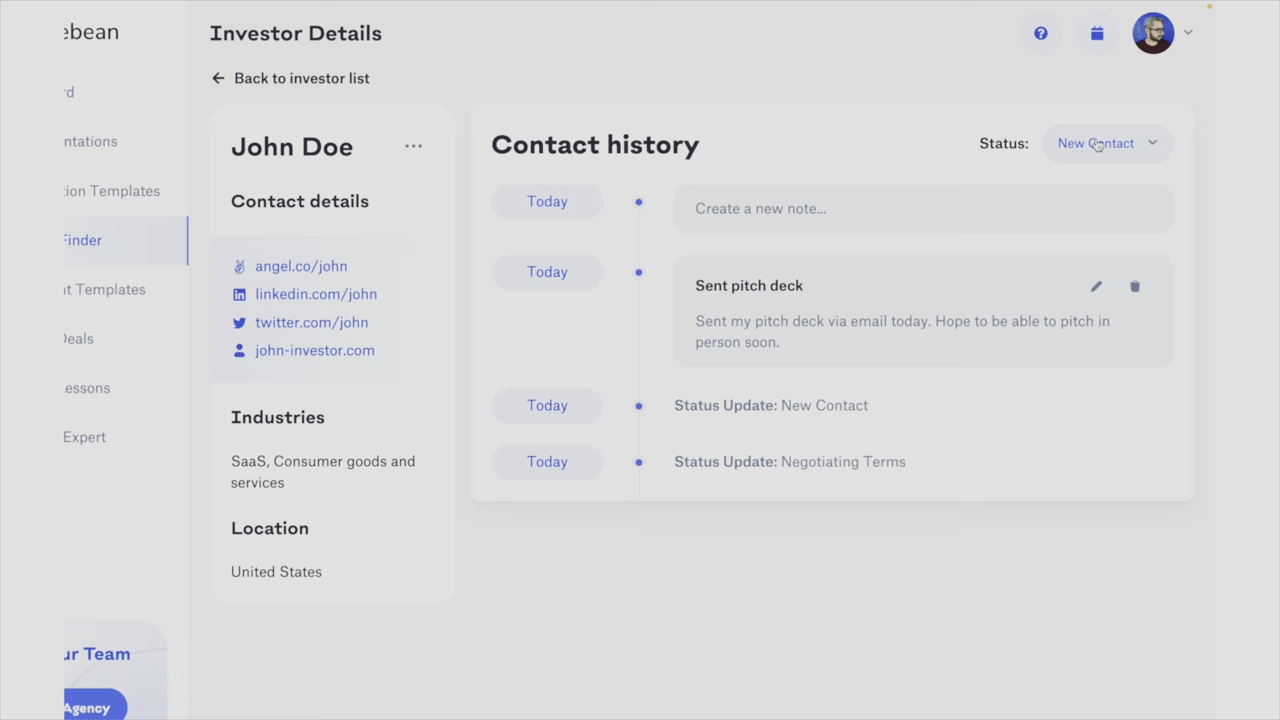 ebean
Investor Details
Back to investor list
rd
ntations
ion Templates
Finder
t Templates
Deals
essons
Expert
ur Team
Agency
John Doe
Contact details
angel.co/john
linkedin.com/john
twitter.com/john
john-investor.com
Industries
SaaS, Consumer goods and
services
Location
United States
Contact history
Status: New Contact
Today
Create a new note...
Today
Sent pitch deck
Sent my pitch deck via email today. Hope to be able to pitch in
person soon.
Today
Status Update: New Contact
Today
Status Update: Negotiating Terms